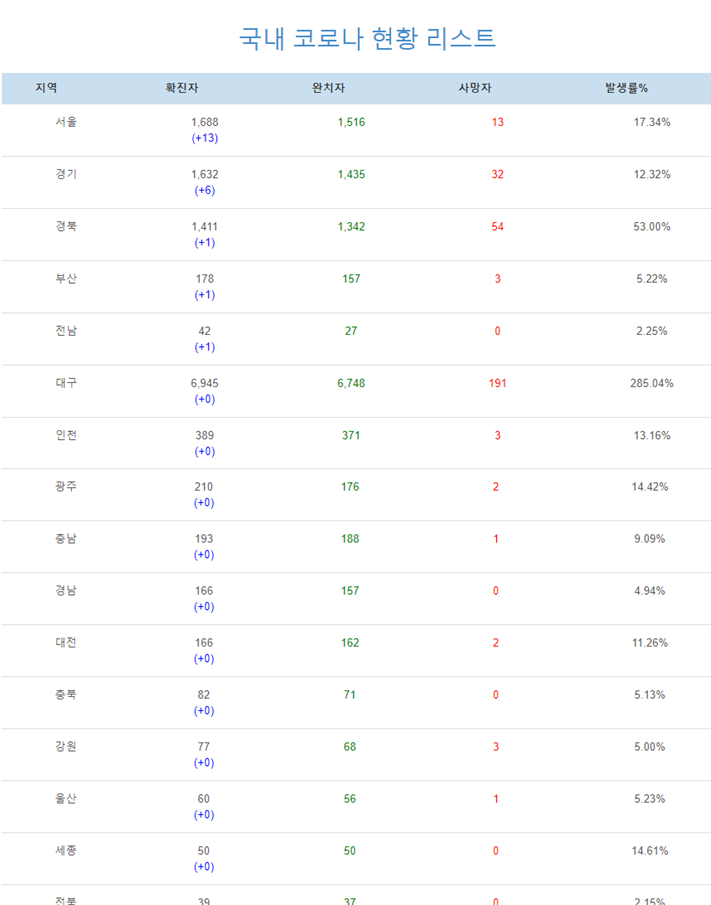 국내 코로나 현황 리스트
지역 확진자 완치자 사망자 발생률%
서울 1,688 1,516 13 17.34%
(+13)
경기 1,632 1,435 32 12.32%
(+6)
경북 1,411 1,342 54 53.00%
(+1)
부산 178 157 3 5.22%
(+1)
전남 42 27 0 2.25%
(+1)
대구 6,945 6,748 191 285.04%
(+0)
인천 389 371 3 13.16%
(+0)
광주 210 176 2 14.42%
(+0)
충남 193 188 1 9.09%
(+0)
경남 166 157 0 4.94%
(+0)
대전 166 162 2 11.26%
(+0)
충북 82 71 0 5.13%
(+0)
강원 77 68 3 5.00%
(+0)
울산 60 56 1 5.23%
(+0)
세종 50 50 0 14.61%
(+0)
전북 39 37 0 2.15%